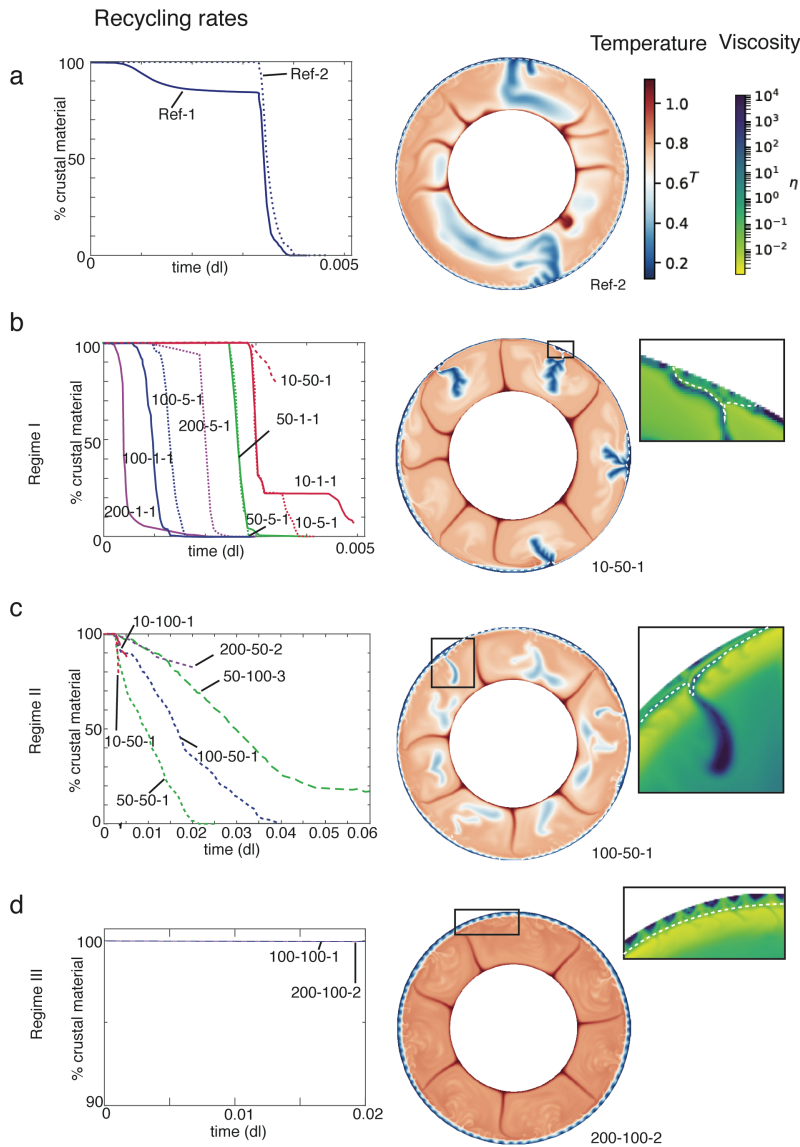 Recycling rates
Temperature
Viscosity
a
100
50
0
% crustal material
Ref-1
Ref-2
0
0.005
time (dl)
Ref-2
1.0
0.8
0.6
0.4
0.2
T
10⁴
10³
10²
10¹
10⁰
10⁻¹
10⁻²
η
b
Regime I
100
50
0
% crustal material
100-5-1
200-5-1
100-1-1
200-1-1
10-50-1
50-1-1
10-1-1
50-5-1
10-5-1
0
0.005
time (dl)
10-50-1
c
Regime II
100
50
0
% crustal material
10-100-1
200-50-2
50-100-3
10-50-1
100-50-1
50-50-1
0
0.01
0.02
0.03
0.04
0.05
0.06
time (dl)
100-50-1
d
Regime III
100
90
% crustal material
100-100-1
200-100-2
0
0.01
0.02
time (dl)
200-100-2